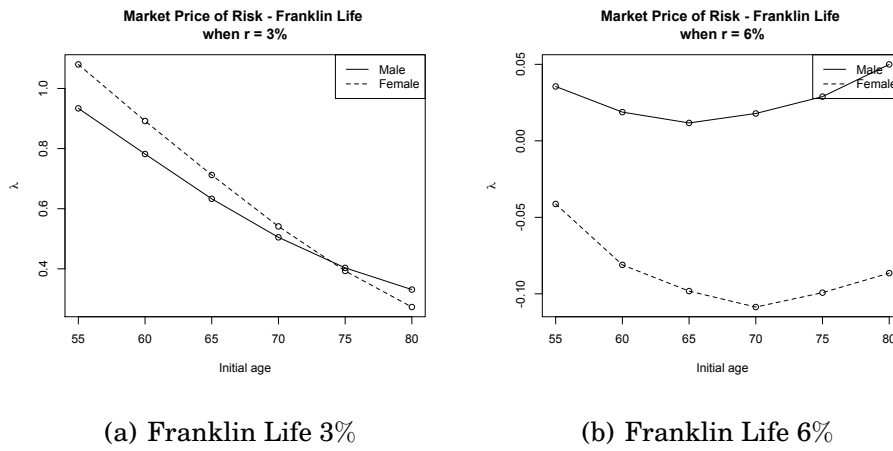 Market Price of Risk - Franklin Life
when r = 3%
Male
Female
λ
1.0
0.8
0.6
0.4
55 60 65 70 75 80
Initial age
(a) Franklin Life 3%
Market Price of Risk - Franklin Life
when r = 6%
Male
Female
λ
0.05
0.00
-0.05
-0.10
55 60 65 70 75 80
Initial age
(b) Franklin Life 6%